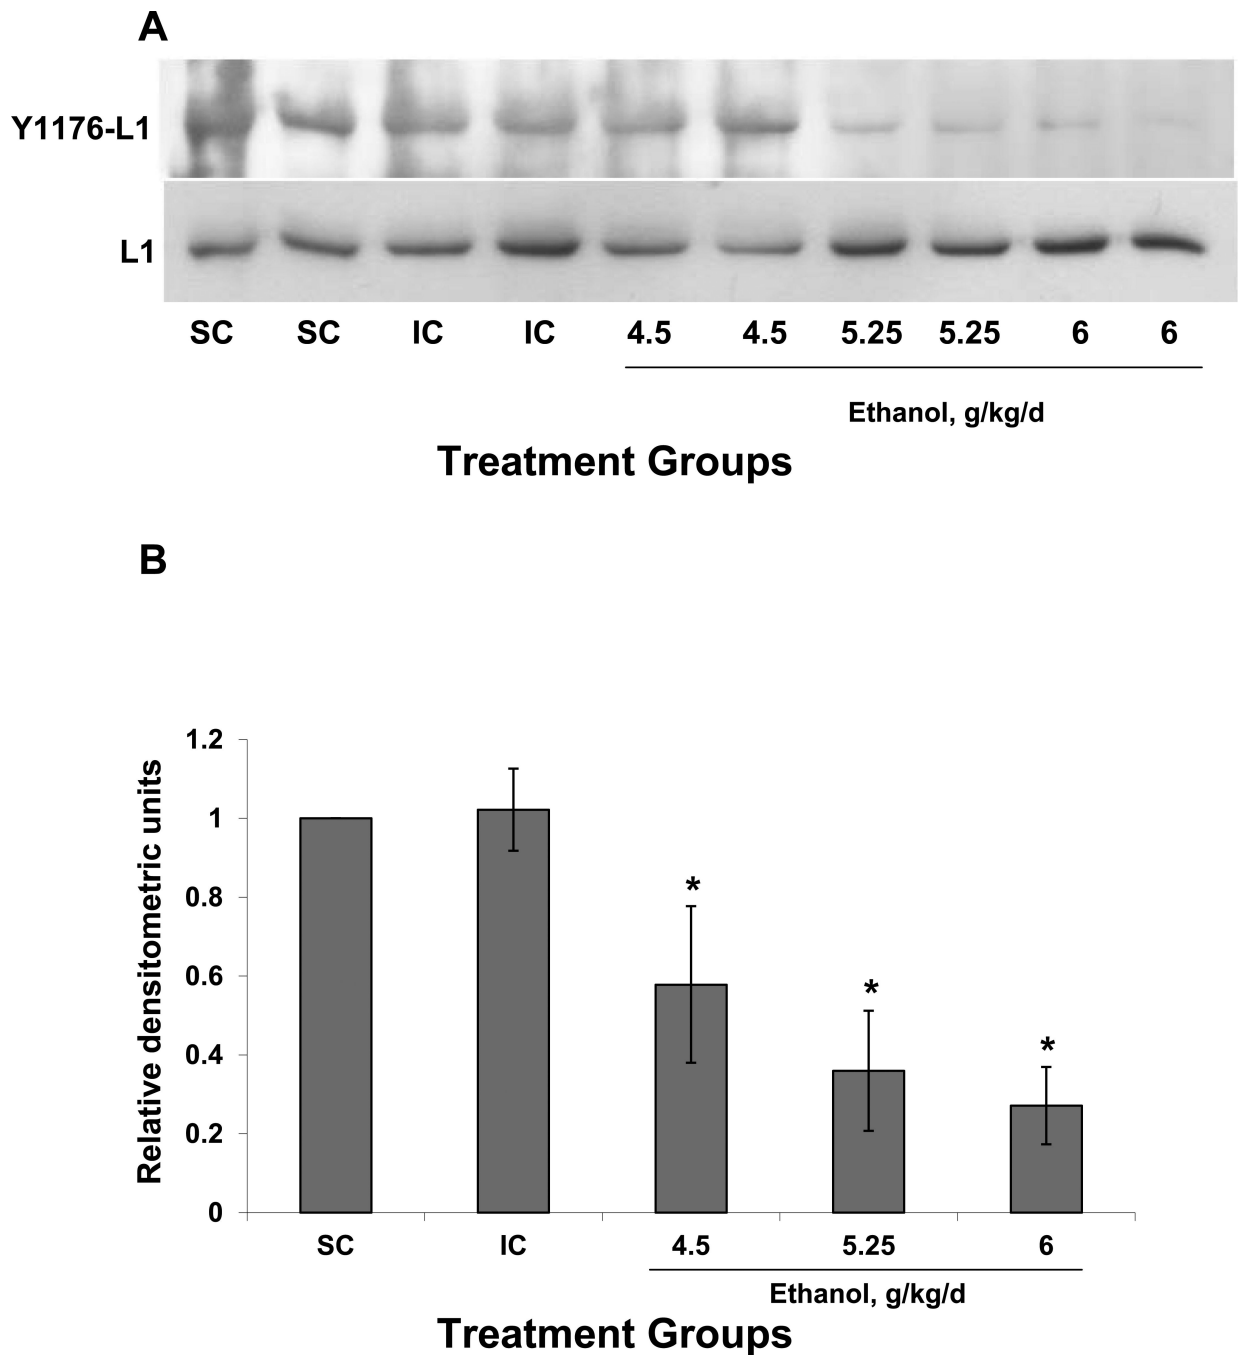 A
Y1176-L1
L1
SC SC IC IC 4.5 4.5 5.25 5.25 6 6
Ethanol, g/kg/d
Treatment Groups
B
Relative densitometric units
1.2
1
0.8
0.6
0.4
0.2
0
*
*
*
SC IC 4.5 5.25 6
Ethanol, g/kg/d
Treatment Groups